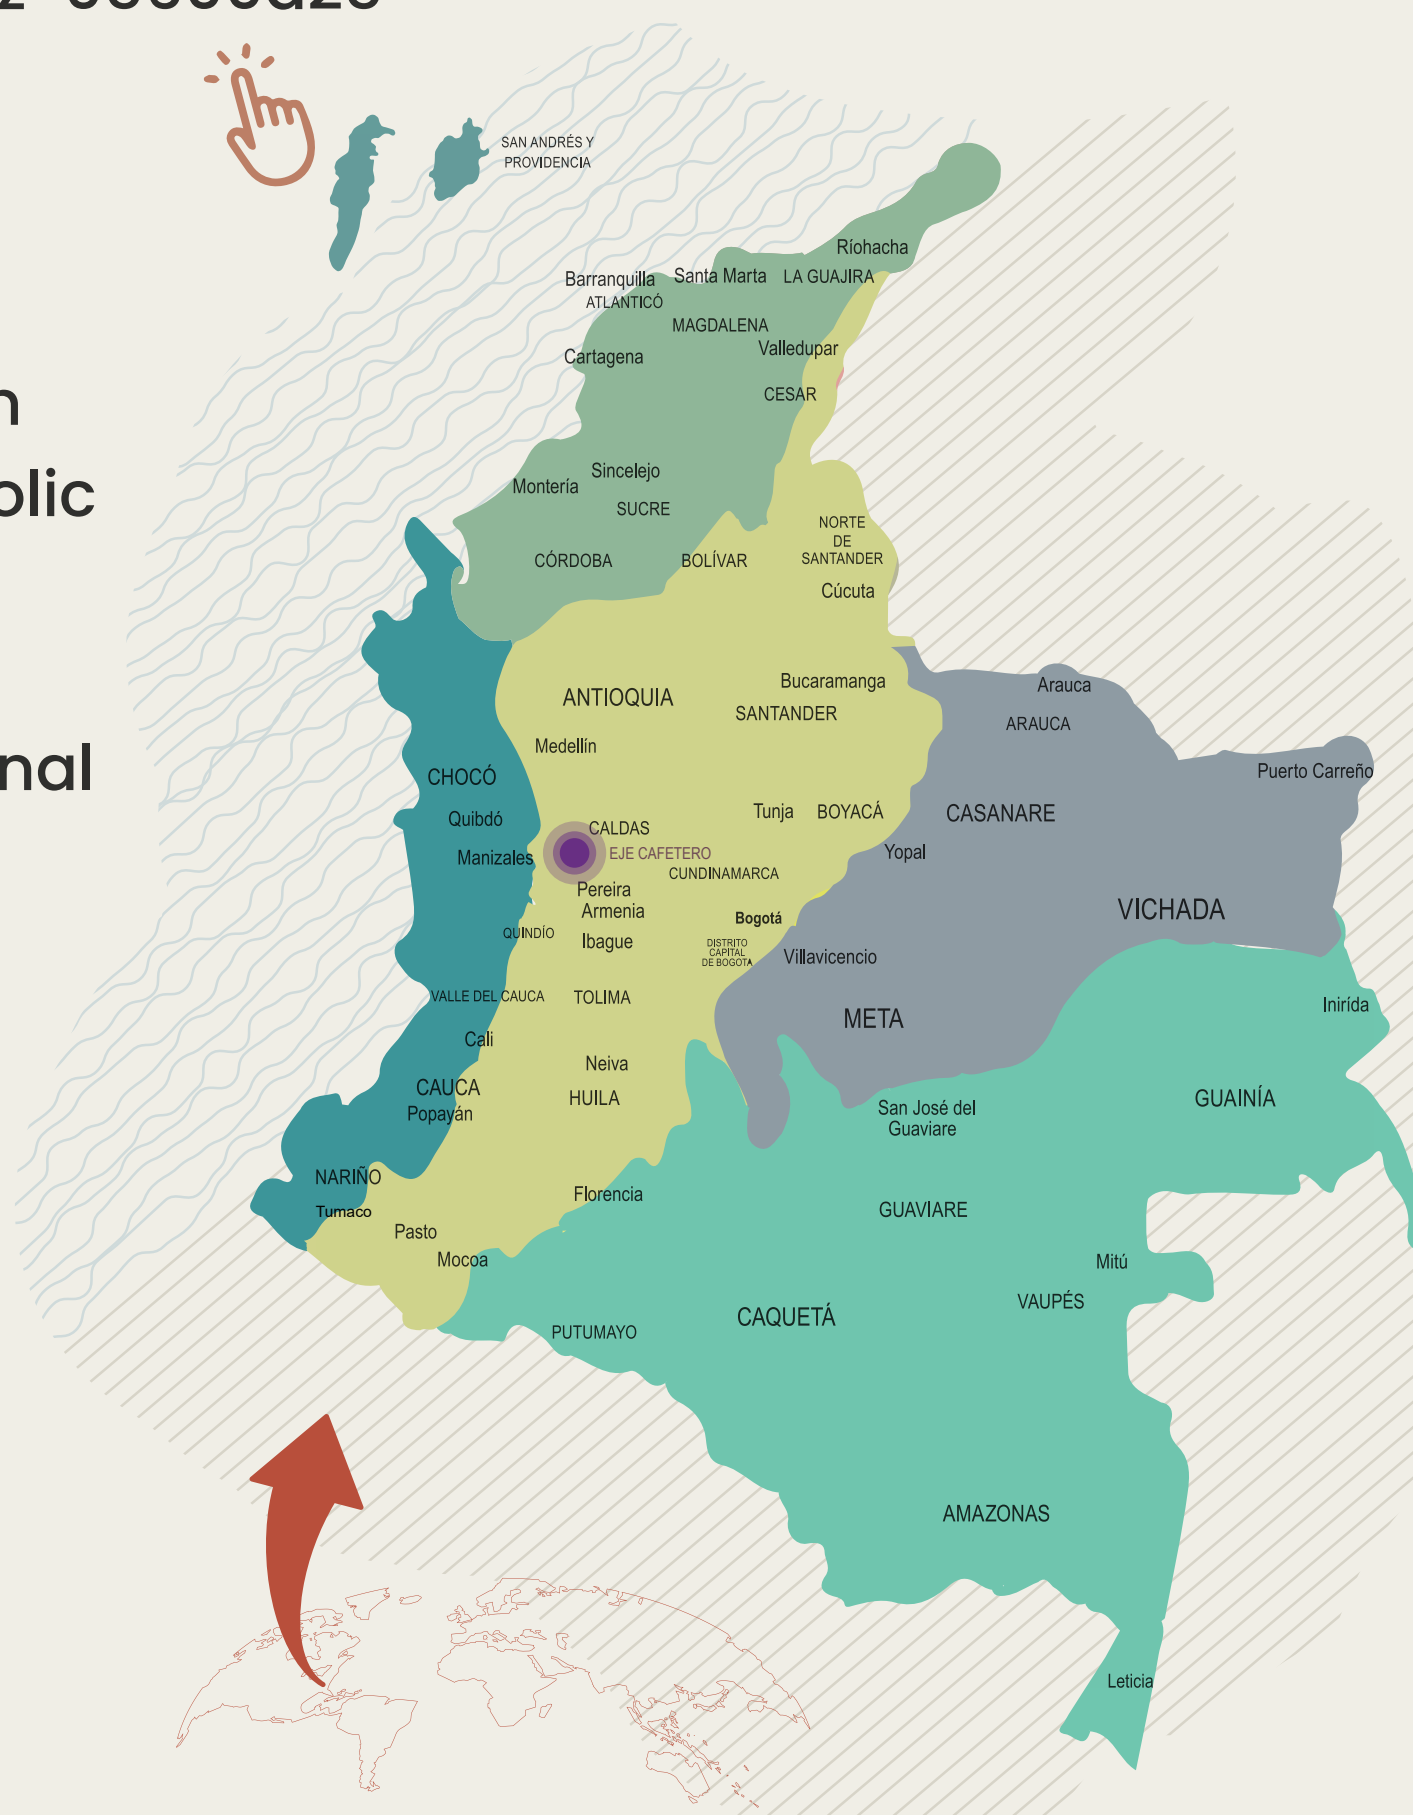 SAN ANDRÉS Y
PROVIDENCIA
Ríohacha
Barranquilla
Santa Marta
LA GUAJIRA
ATLANTICÓ
MAGDALENA
Cartagena
Valledupar
CESAR
Sincelejo
Montería
SUCRE
NORTE
DE
SANTANDER
CÓRDOBA
BOLÍVAR
Cúcuta
Bucaramanga
Arauca
ANTIOQUIA
SANTANDER
ARAUCA
Medellín
CHOCÓ
Puerto Carreño
Quibdó
Tunja
BOYACÁ
CASANARE
CALDAS
Manizales
EJE CAFETERO
Yopal
CUNDINAMARCA
Pereira
Armenia
Bogotá
VICHADA
QUINDÍO
Ibague
DISTRITO
CAPITAL
DE BOGOTÁ
Villavicencio
VALLE DEL CAUCA
TOLIMA
META
Inirída
Cali
Neiva
CAUCA
HUILA
GUAINÍA
Popayán
San José del
Guaviare
NARIÑO
Florencia
Tumaco
GUAVIARE
Pasto
Mocoa
Mitú
VAUPÉS
CAQUETÁ
PUTUMAYO
AMAZONAS
Leticia